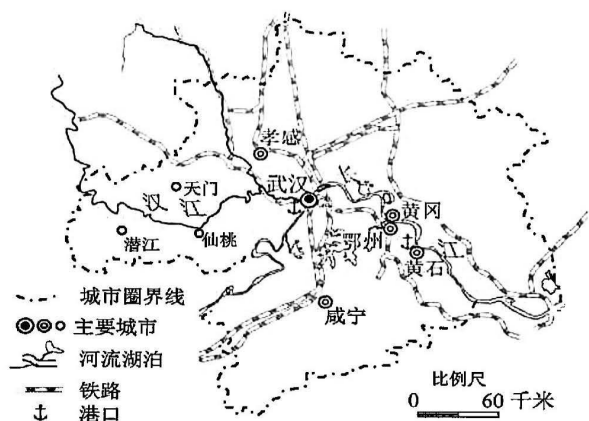 孝感
武汉
天门
汉江
潜江
仙桃
黄冈
鄂州
黄石
江
咸宁
城市圈界线
主要城市
河流湖泊
铁路
港口
比例尺
0 60 千米